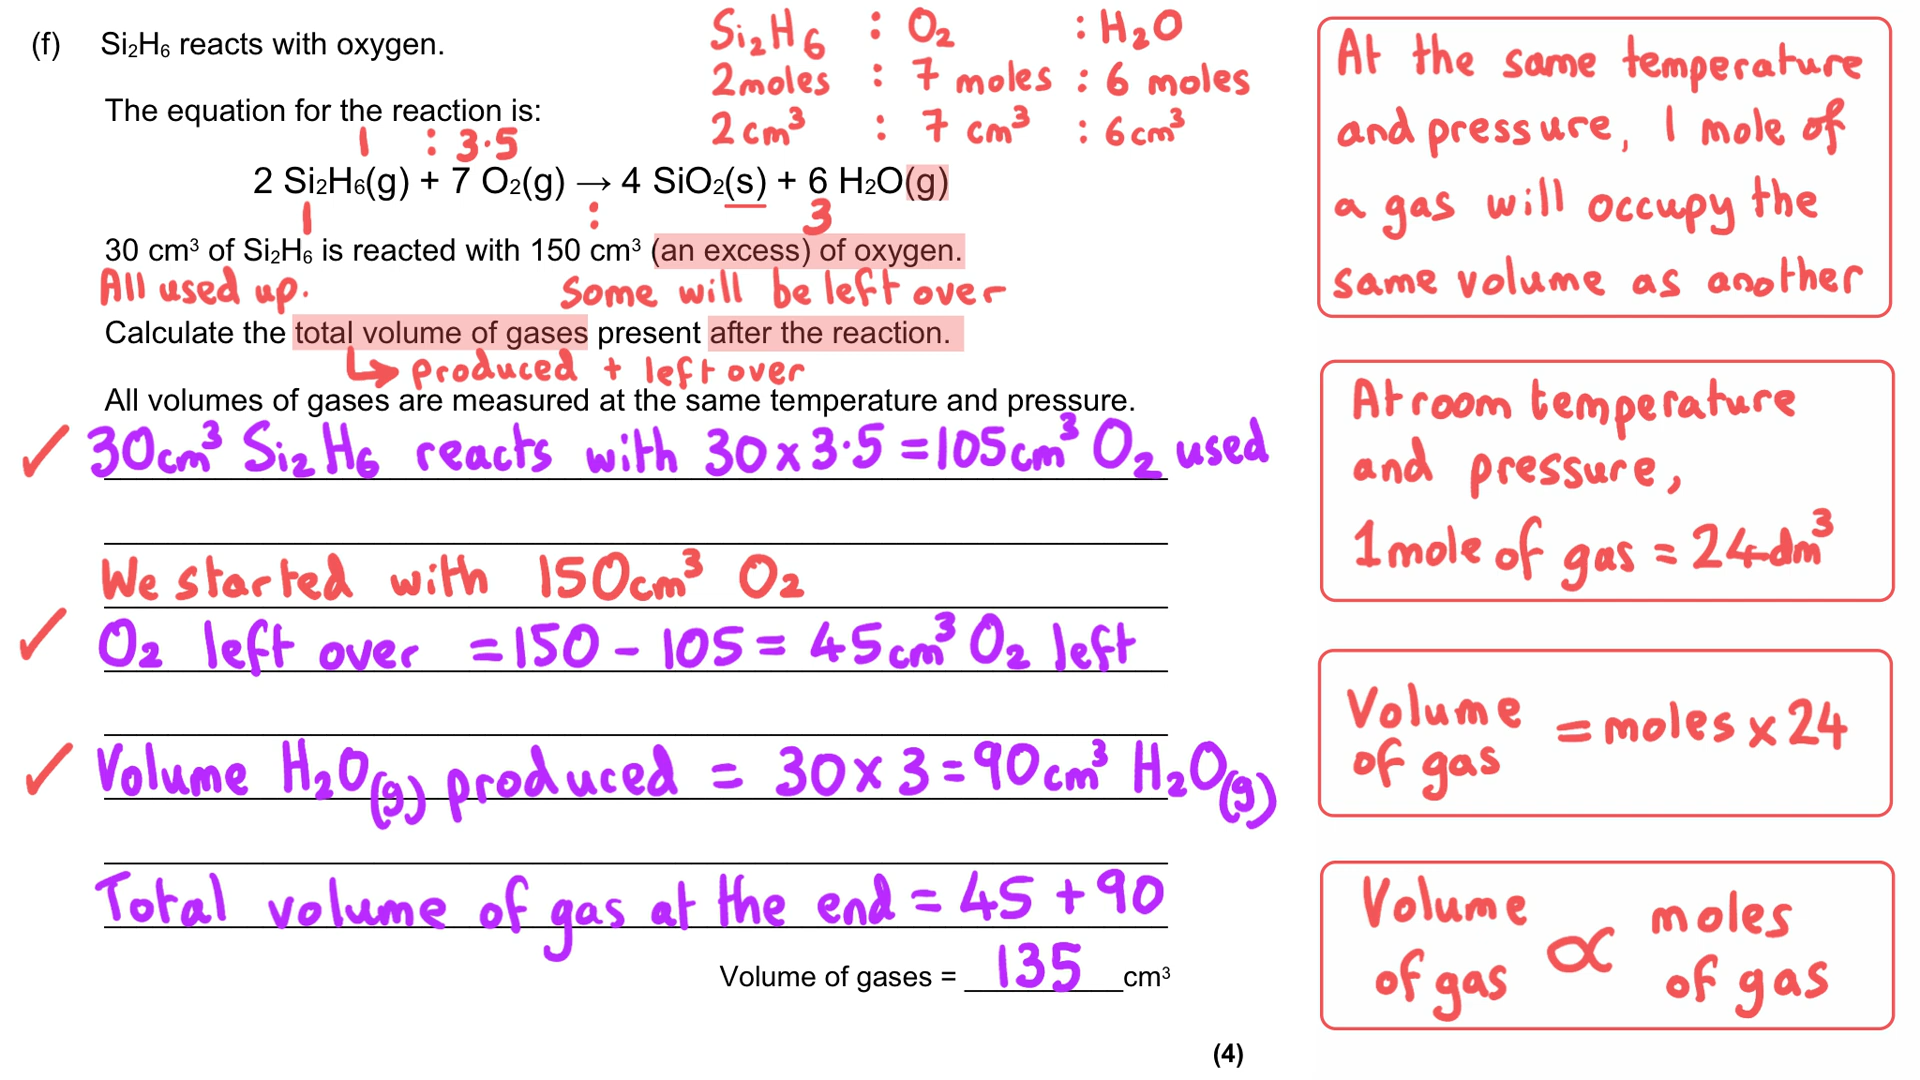 (f) Si₂H₆ reacts with oxygen.
Si₂H₆ : O₂ : H₂O
2 moles : 7 moles : 6 moles
2cm³ : 7 cm³ : 6cm³
The equation for the reaction is:
1 : 3.5
2 Si₂H₆(g) + 7 O₂(g) → 4 SiO₂(s) + 6 H₂O(g)
1 : 3
30 cm³ of Si₂H₆ is reacted with 150 cm³ (an excess) of oxygen.
All used up. Some will be left over
Calculate the total volume of gases present after the reaction.
↳ produced + left over
All volumes of gases are measured at the same temperature and pressure.
✓ 30cm³ Si₂H₆ reacts with 30 x 3.5 = 105cm³ O₂ used
We started with 150cm³ O₂
✓ O₂ left over = 150 - 105 = 45cm³ O₂ left
✓ Volume H₂O(g) produced = 30 x 3 = 90cm³ H₂O(g)
Total volume of gas at the end = 45 + 90
Volume of gases = 135 cm³
(4)
At the same temperature
and pressure, 1 mole of
a gas will occupy the
same volume as another
At room temperature
and pressure,
1 mole of gas = 24dm³
Volume
of gas = moles x 24
Volume
of gas ∝ moles
of gas